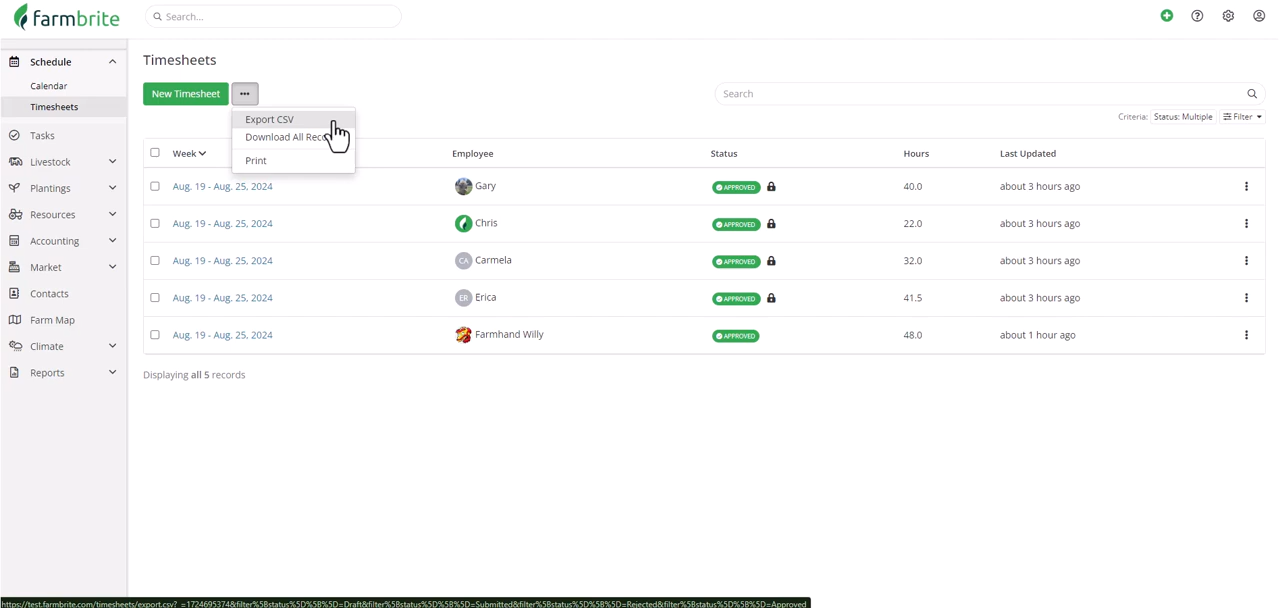 farmbrite
Search...
Schedule
Calendar
Timesheets
Tasks
Livestock
Plantings
Resources
Accounting
Market
Contacts
Farm Map
Climate
Reports
Timesheets
New Timesheet
Search
Export CSV
Download All
Print
Criteria: Status: Multiple Filter
Week Employee Status Hours Last Updated
Aug. 19 - Aug. 25, 2024 Gary APPROVED 40.0 about 3 hours ago
Aug. 19 - Aug. 25, 2024 Chris APPROVED 22.0 about 3 hours ago
Aug. 19 - Aug. 25, 2024 CA Carmela APPROVED 32.0 about 3 hours ago
Aug. 19 - Aug. 25, 2024 ER Erica APPROVED 41.5 about 3 hours ago
Aug. 19 - Aug. 25, 2024 Farmhand Willy APPROVED 48.0 about 1 hour ago
Displaying all 5 records
https://test.farmbrite.com/timesheets/export.csv?_=1724695374&filter%5Bstatus%5D%5B%5D=Draft&filter%5Bstatus%5D%5B%5D=Submitted&filter%5Bstatus%5D%5B%5D=Rejected&filter%5Bstatus%5D%5B%5D=Approved